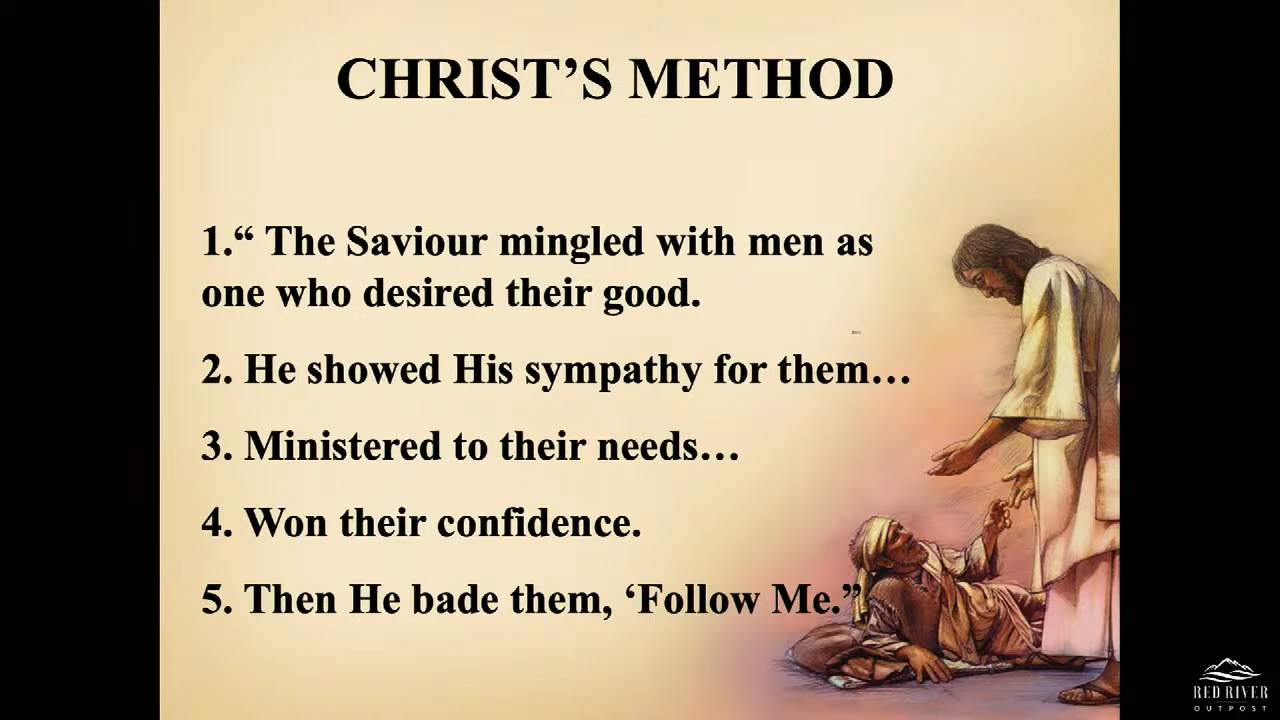 CHRIST’S METHOD
1.“ The Saviour mingled with men as
one who desired their good.
2. He showed His sympathy for them…
3. Ministered to their needs…
4. Won their confidence.
5. Then He bade them, ‘Follow Me.”
RED RIVER
OUTPOST